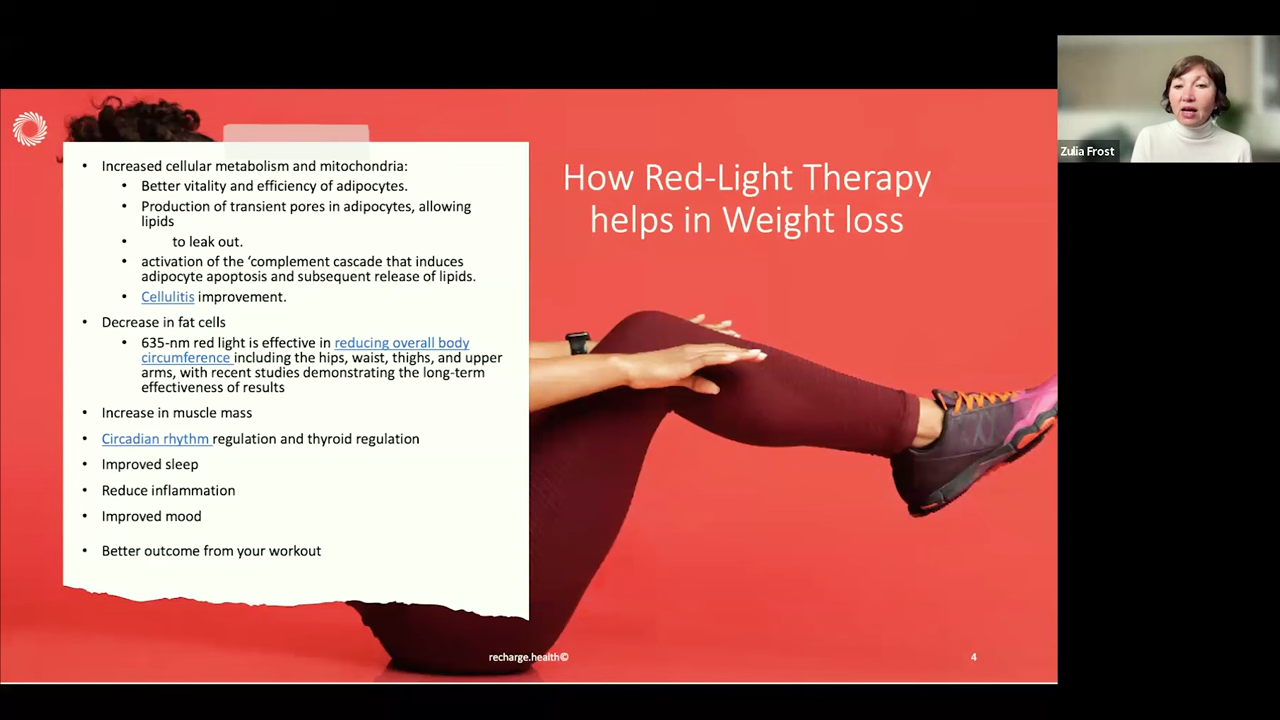 Zulia Frost
How Red-Light Therapy
helps in Weight loss
• Increased cellular metabolism and mitochondria:
• Better vitality and efficiency of adipocytes.
• Production of transient pores in adipocytes, allowing
lipids
• to leak out.
• activation of the ‘complement cascade that induces
adipocyte apoptosis and subsequent release of lipids.
• Cellulitis improvement.
• Decrease in fat cells
• 635-nm red light is effective in reducing overall body
circumference including the hips, waist, thighs, and upper
arms, with recent studies demonstrating the long-term
effectiveness of results
• Increase in muscle mass
• Circadian rhythm regulation and thyroid regulation
• Improved sleep
• Reduce inflammation
• Improved mood
• Better outcome from your workout
recharge.health©
4